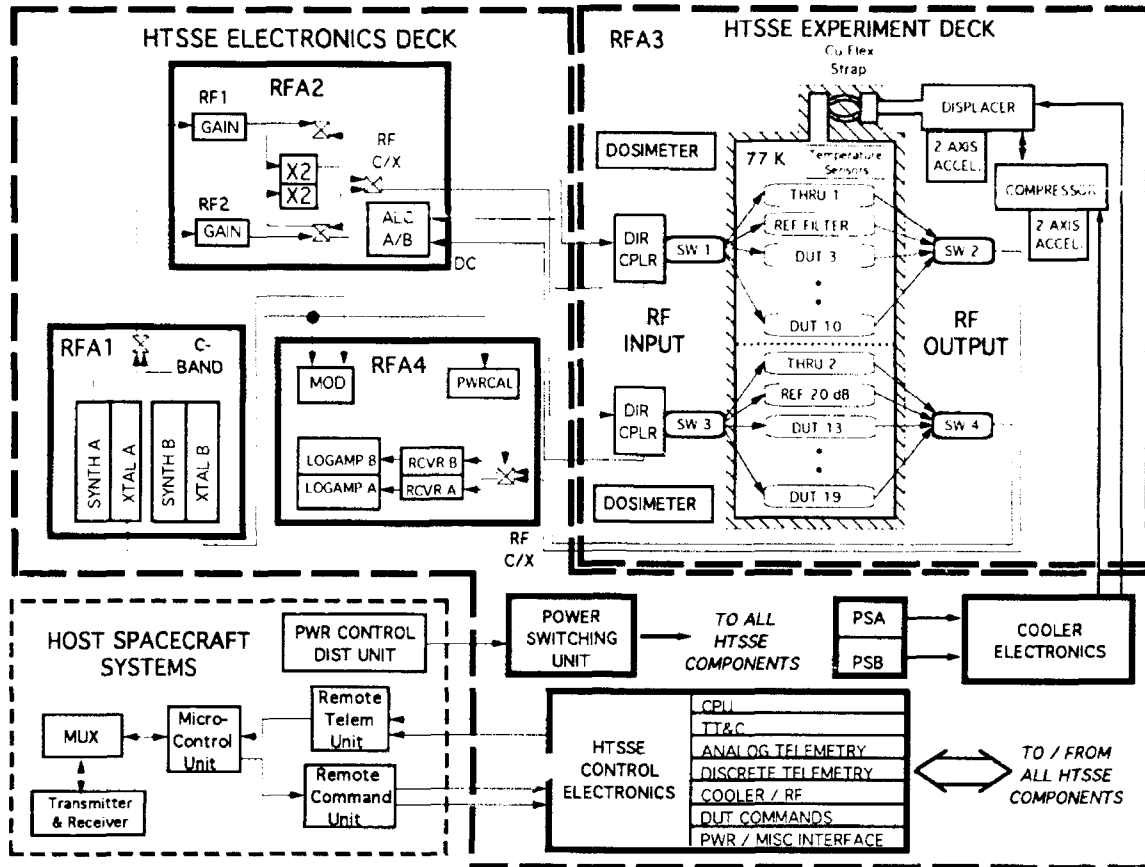 HTSSE ELECTRONICS DECK
RFA2
RF1
GAIN
X2
X2
RF
C/X
RF2
GAIN
ALC
A/B
DC
RFA1
C-
BAND
SYNTH A
XTAL A
SYNTH B
XTAL B
RFA4
MOD
PWRCAL
LOGAMP B
LOGAMP A
RCVR B
RCVR A
RF
C/X
RFA3
HTSSE EXPERIMENT DECK
Cu Flex
Strap
DISPLACER
2 AXIS
ACCEL.
COMPRESSOR
2 AXIS
ACCEL.
DOSIMETER
77 K
Temperature
Sensors
DIR
CPLR
SW 1
THRU 1
REF FILTER
DUT 3
DUT 10
SW 2
RF
INPUT
RF
OUTPUT
DIR
CPLR
SW 3
THRU 2
REF 20 dB
DUT 13
DUT 19
SW 4
DOSIMETER
HOST SPACECRAFT
SYSTEMS
PWR CONTROL
DIST UNIT
MUX
Micro-
Control
Unit
Remote
Telem
Unit
Remote
Command
Unit
Transmitter
& Receiver
POWER
SWITCHING
UNIT
TO ALL
HTSSE
COMPONENTS
PSA
PSB
COOLER
ELECTRONICS
HTSSE
CONTROL
ELECTRONICS
CPU
TT&C
ANALOG TELEMETRY
DISCRETE TELEMETRY
COOLER / RF
DUT COMMANDS
PWR / MISC INTERFACE
TO / FROM
ALL HTSSE
COMPONENTS